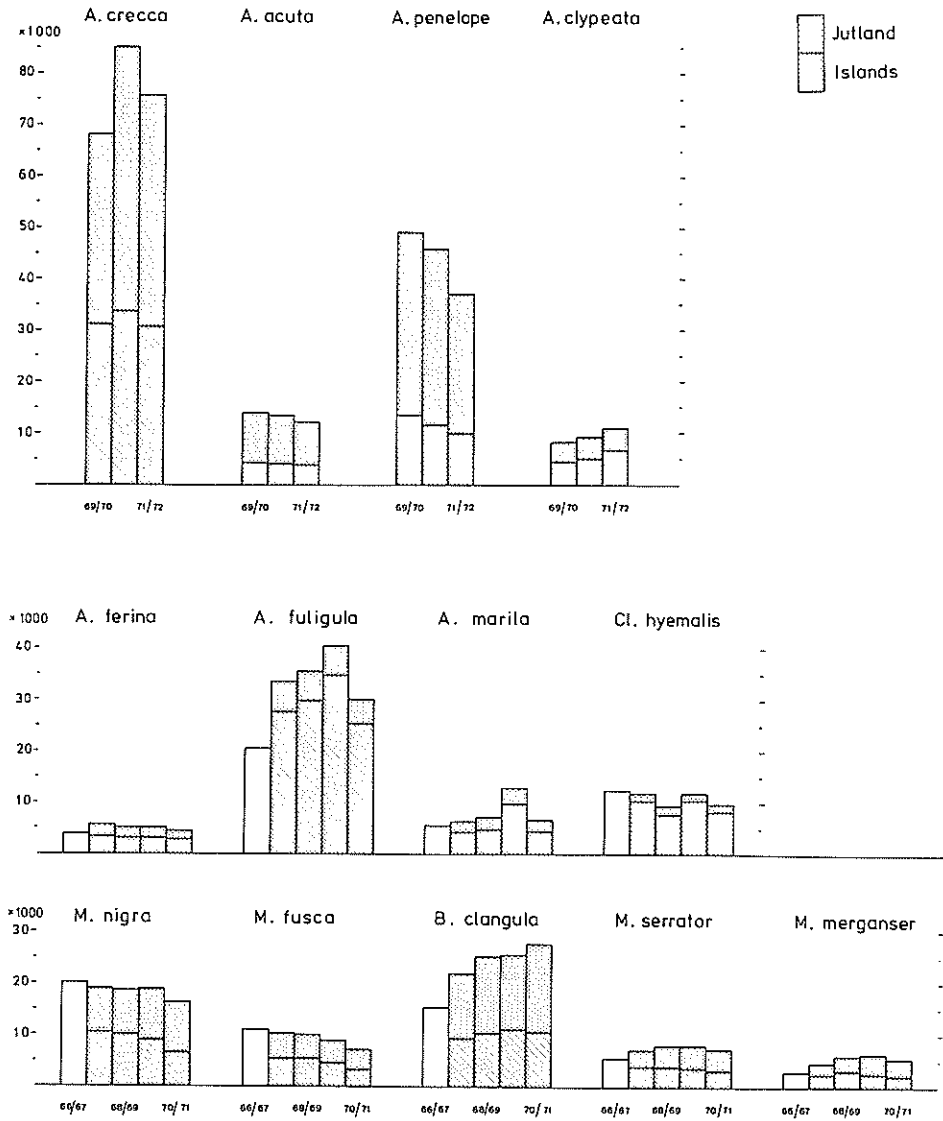 A. crecca A. acuta A. penelope A. clypeata
×1000
Jutland
Islands
80-
70-
60-
50-
40-
30-
20-
10-
69/70 71/72 69/70 71/72 69/70 71/72 69/70 71/72
×1000 A. ferina A. fuligula A. marila Cl. hyemalis
40-
30-
20-
10-
×1000 M. nigra M. fusca B. clangula M. serrator M. merganser
30-
20-
10-
66/67 68/69 70/71 66/67 68/69 70/71 66/67 68/69 70/71 66/67 68/69 70/71 66/67 68/69 70/71